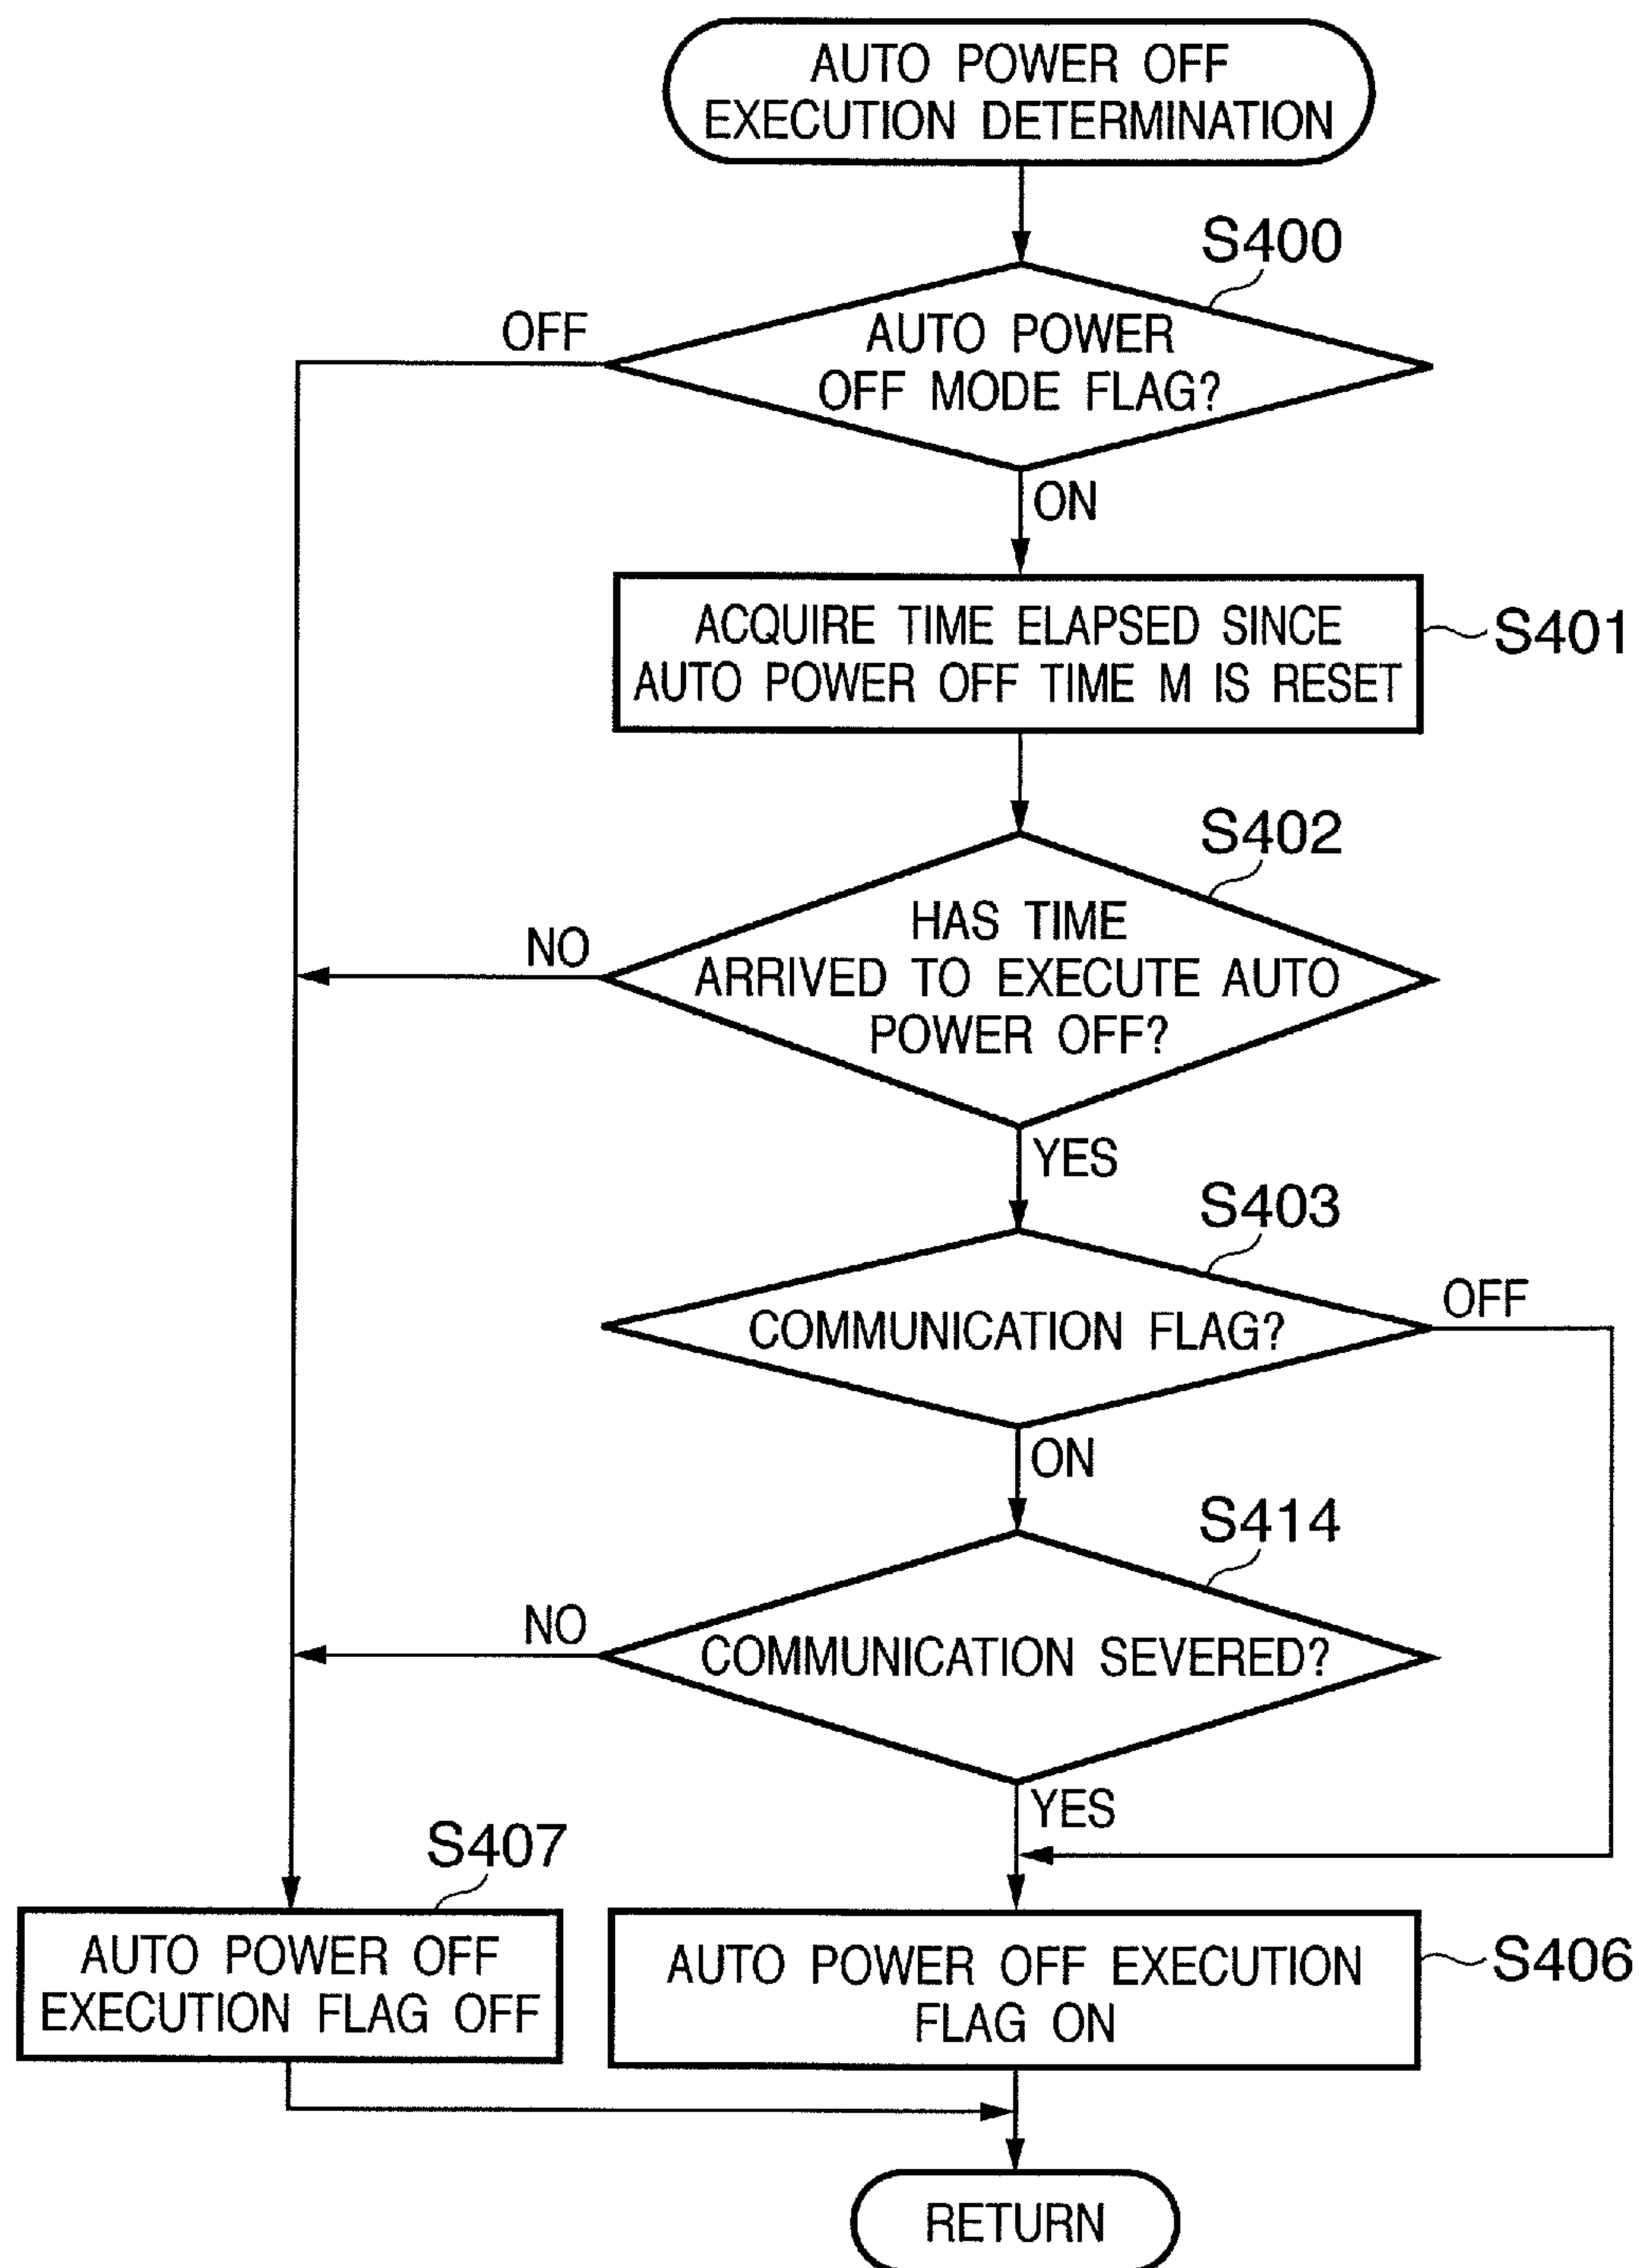 AUTO POWER OFF
EXECUTION DETERMINATION
S400
OFF
AUTO POWER
OFF MODE FLAG?
ON
ACQUIRE TIME ELAPSED SINCE
AUTO POWER OFF TIME M IS RESET
S401
S402
NO
HAS TIME
ARRIVED TO EXECUTE AUTO
POWER OFF?
YES
S403
COMMUNICATION FLAG?
OFF
ON
S414
NO
COMMUNICATION SEVERED?
YES
S407
AUTO POWER OFF
EXECUTION FLAG OFF
AUTO POWER OFF EXECUTION
FLAG ON
S406
RETURN